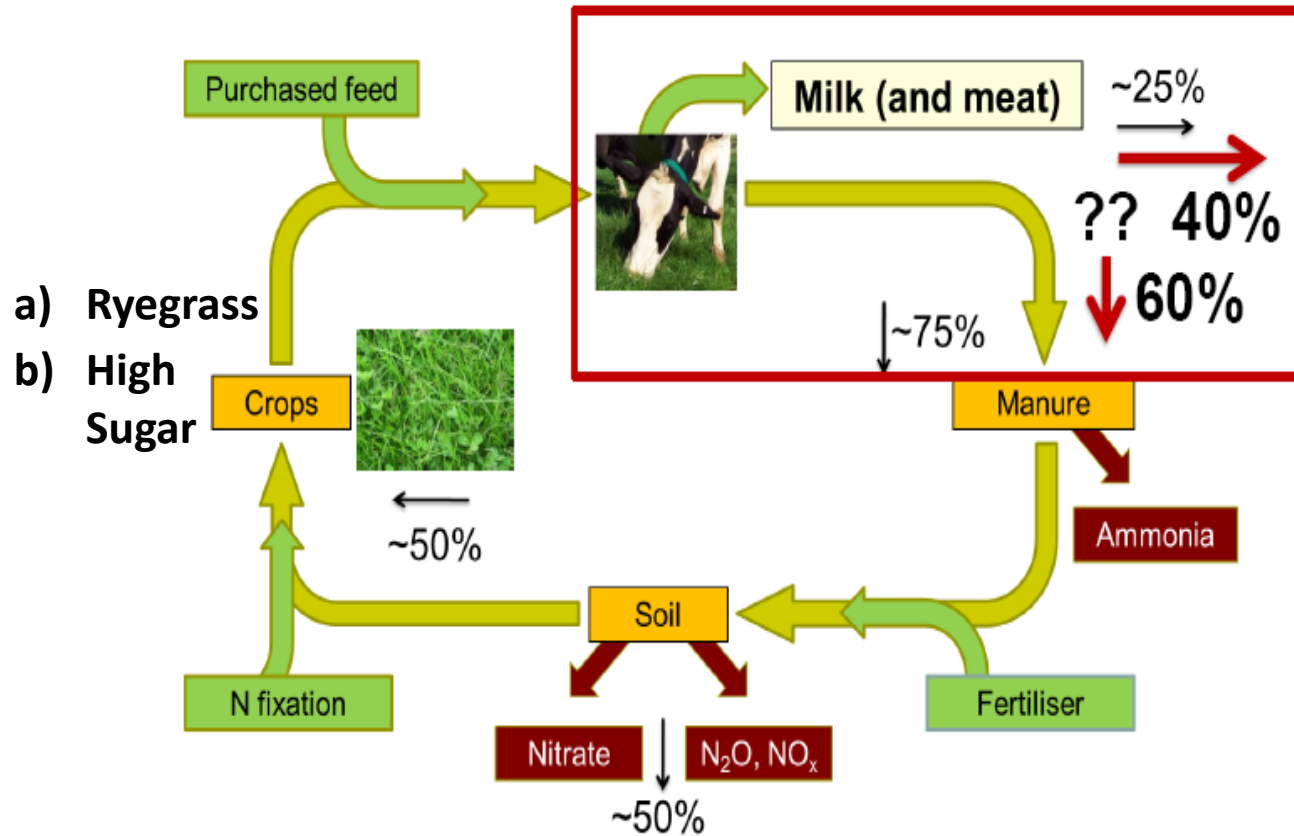 Purchased feed
Milk (and meat)
~25%
?? 40%
60%
~75%
a) Ryegrass
b) High
Sugar
Crops
Manure
~50%
Ammonia
Soil
N fixation
Fertiliser
Nitrate
N₂O, NOₓ
~50%